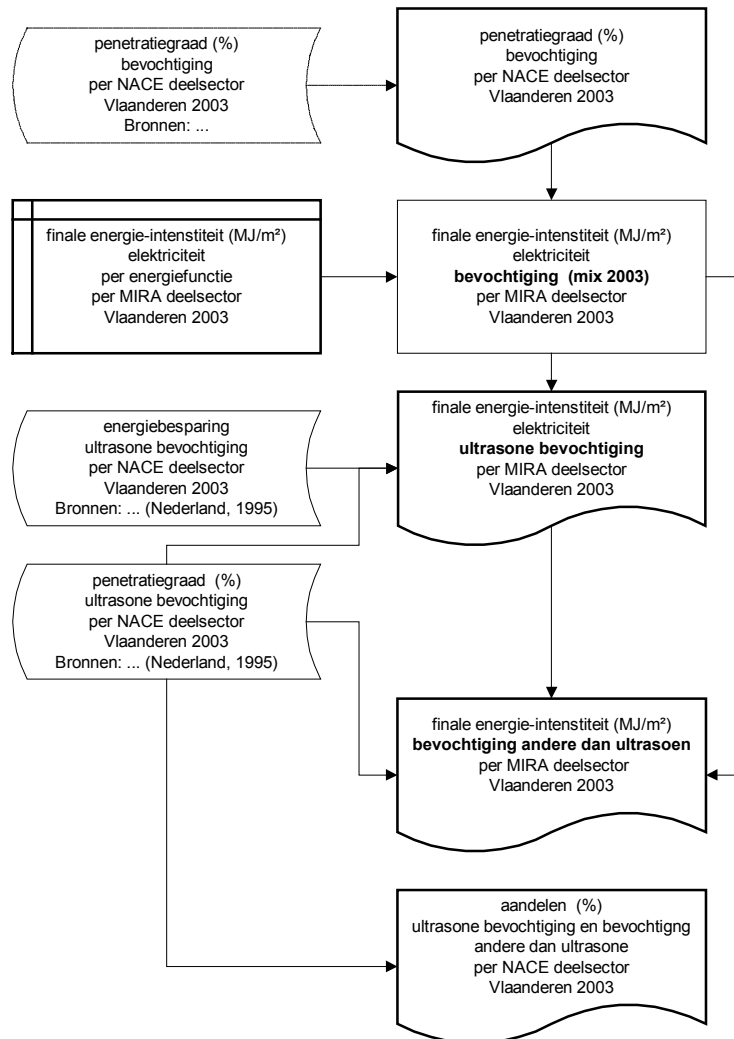 penetratiegraad (%)
bevochtiging
per NACE deelsector
Vlaanderen 2003
Bronnen: ...
penetratiegraad (%)
bevochtiging
per NACE deelsector
Vlaanderen 2003
finale energie-intenstiteit (MJ/m²)
elektriciteit
per energiefunctie
per MIRA deelsector
Vlaanderen 2003
finale energie-intenstiteit (MJ/m²)
elektriciteit
bevochtiging (mix 2003)
per MIRA deelsector
Vlaanderen 2003
energiebesparing
ultrasone bevochtiging
per NACE deelsector
Vlaanderen 2003
Bronnen: ... (Nederland, 1995)
finale energie-intenstiteit (MJ/m²)
elektriciteit
ultrasone bevochtiging
per MIRA deelsector
Vlaanderen 2003
penetratiegraad (%)
ultrasone bevochtiging
per NACE deelsector
Vlaanderen 2003
Bronnen: ... (Nederland, 1995)
finale energie-intenstiteit (MJ/m²)
bevochtiging andere dan ultrasoen
per MIRA deelsector
Vlaanderen 2003
aandelen (%)
ultrasone bevochtiging en bevochtigng
andere dan ultrasone
per NACE deelsector
Vlaanderen 2003